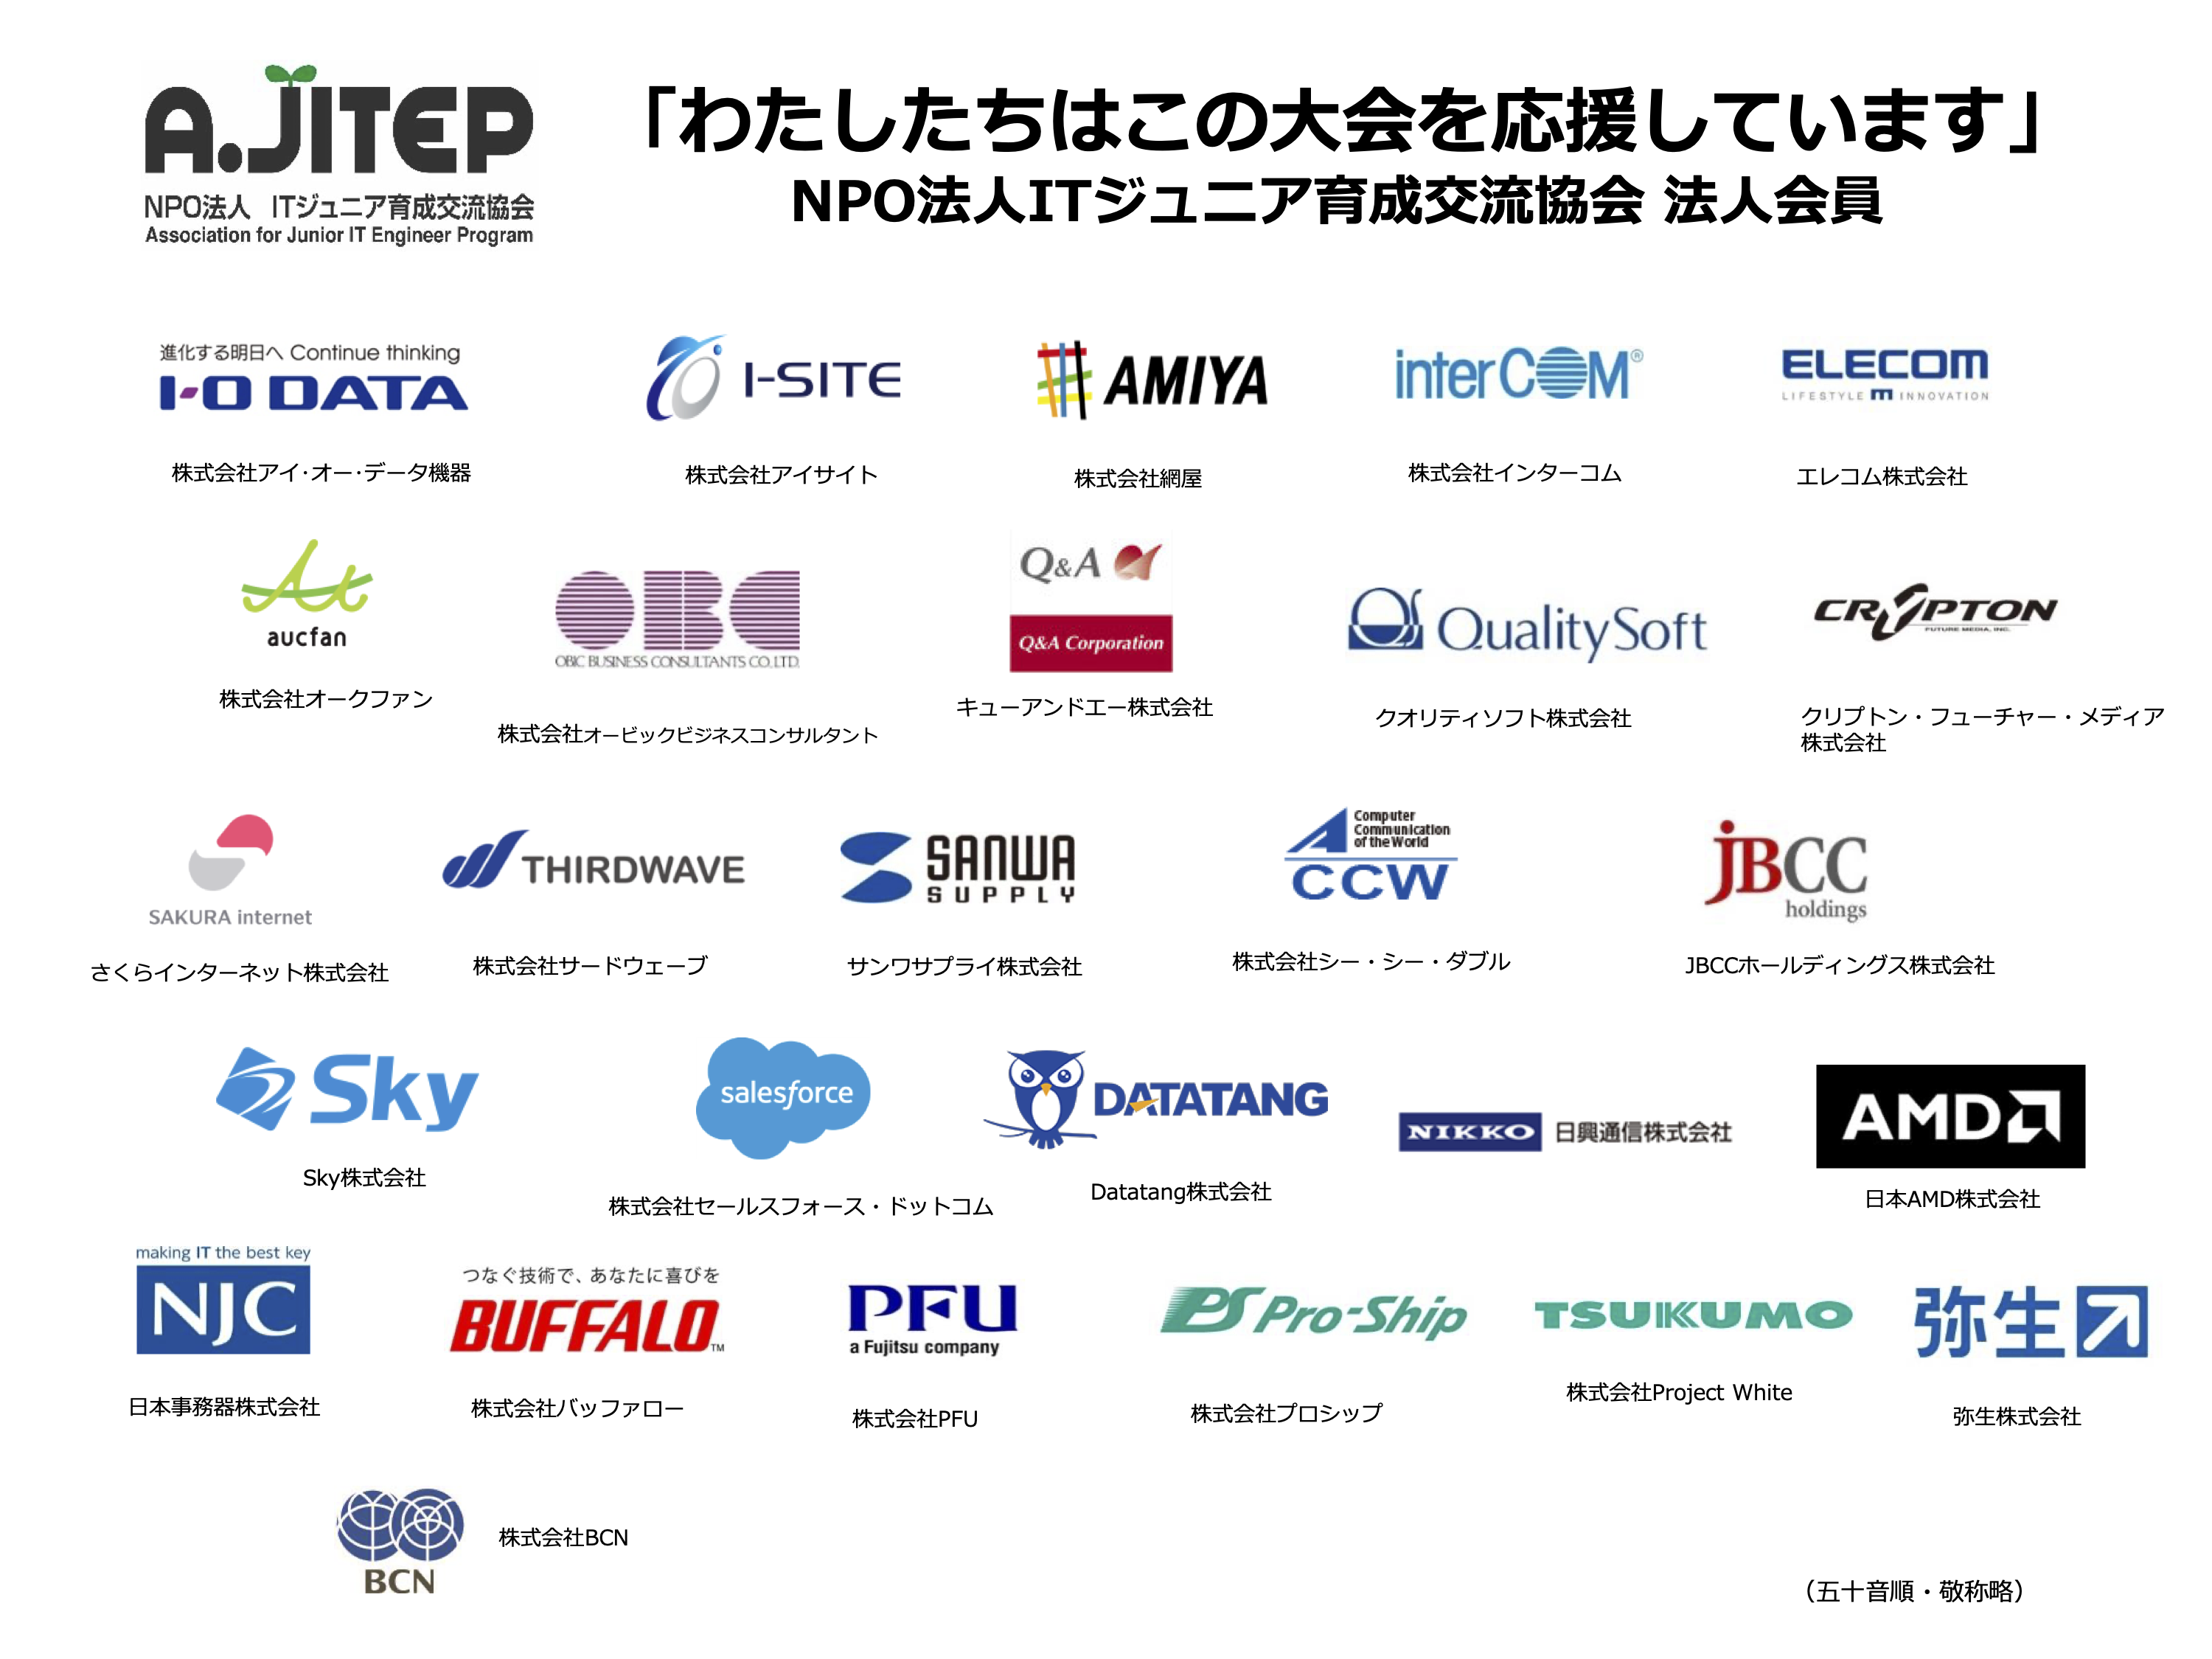 A.JITEP
NPO法人 ITジュニア育成交流協会
Association for Junior IT Engineer Program
「わたしたちはこの大会を応援しています」
NPO法人ITジュニア育成交流協会 法人会員
進化する明日へ Continue thinking
I-O DATA
株式会社アイ・オー・データ機器
I-SITE
株式会社アイサイト
AMIYA
株式会社網屋
interCOM®
株式会社インターコム
ELECOM
LIFESTYLE INNOVATION
エレコム株式会社
aucfan
株式会社オークファン
OBC
OBIC BUSINESS CONSULTANTS CO.LTD.
株式会社オービックビジネスコンサルタント
Q&A
Q&A Corporation
キューアンドエー株式会社
QualitySoft
クオリティソフト株式会社
CRYPTON
FUTURE MEDIA, INC.
クリプトン・フューチャー・メディア
株式会社
SAKURA internet
さくらインターネット株式会社
THIRDWAVE
株式会社サードウェーブ
SANWA
SUPPLY
サンワサプライ株式会社
Computer
Communication
of the World
CCW
株式会社シー・シー・ダブル
JBCC
holdings
JBCCホールディングス株式会社
Sky
Sky株式会社
salesforce
株式会社セールスフォース・ドットコム
DATATANG
Datatang株式会社
NIKKO 日興通信株式会社
AMD
日本AMD株式会社
making IT the best key
NJC
日本事務器株式会社
つなぐ技術で、あなたに喜びを
BUFFALO™
株式会社バッファロー
PFU
a Fujitsu company
株式会社PFU
PS Pro-Ship
株式会社プロシップ
TSUKUMO
株式会社Project White
弥生
弥生株式会社
BCN
株式会社BCN
（五十音順・敬称略）